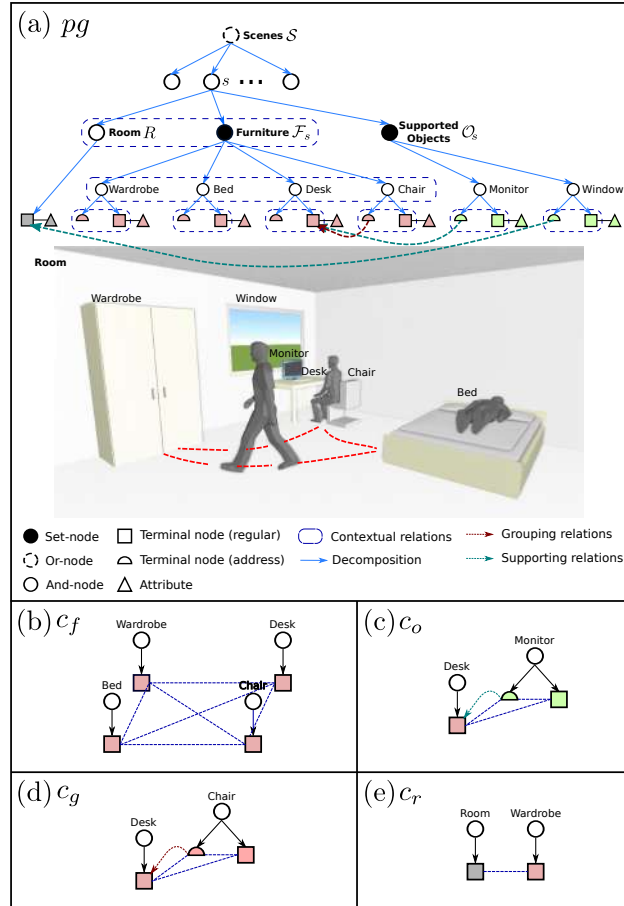 (a) pg
Scenes S
s ...
Room R
Furniture F_s
Supported
Objects O_s
Wardrobe
Bed
Desk
Chair
Monitor
Window
Room
Wardrobe
Window
Monitor
Desk
Chair
Bed
Set-node
Terminal node (regular)
Contextual relations
Grouping relations
Or-node
Terminal node (address)
Decomposition
Supporting relations
And-node
Attribute
(b) c_f
Wardrobe
Desk
Bed
Chair
(c) c_o
Monitor
Desk
(d) c_g
Chair
Desk
(e) c_r
Room
Wardrobe